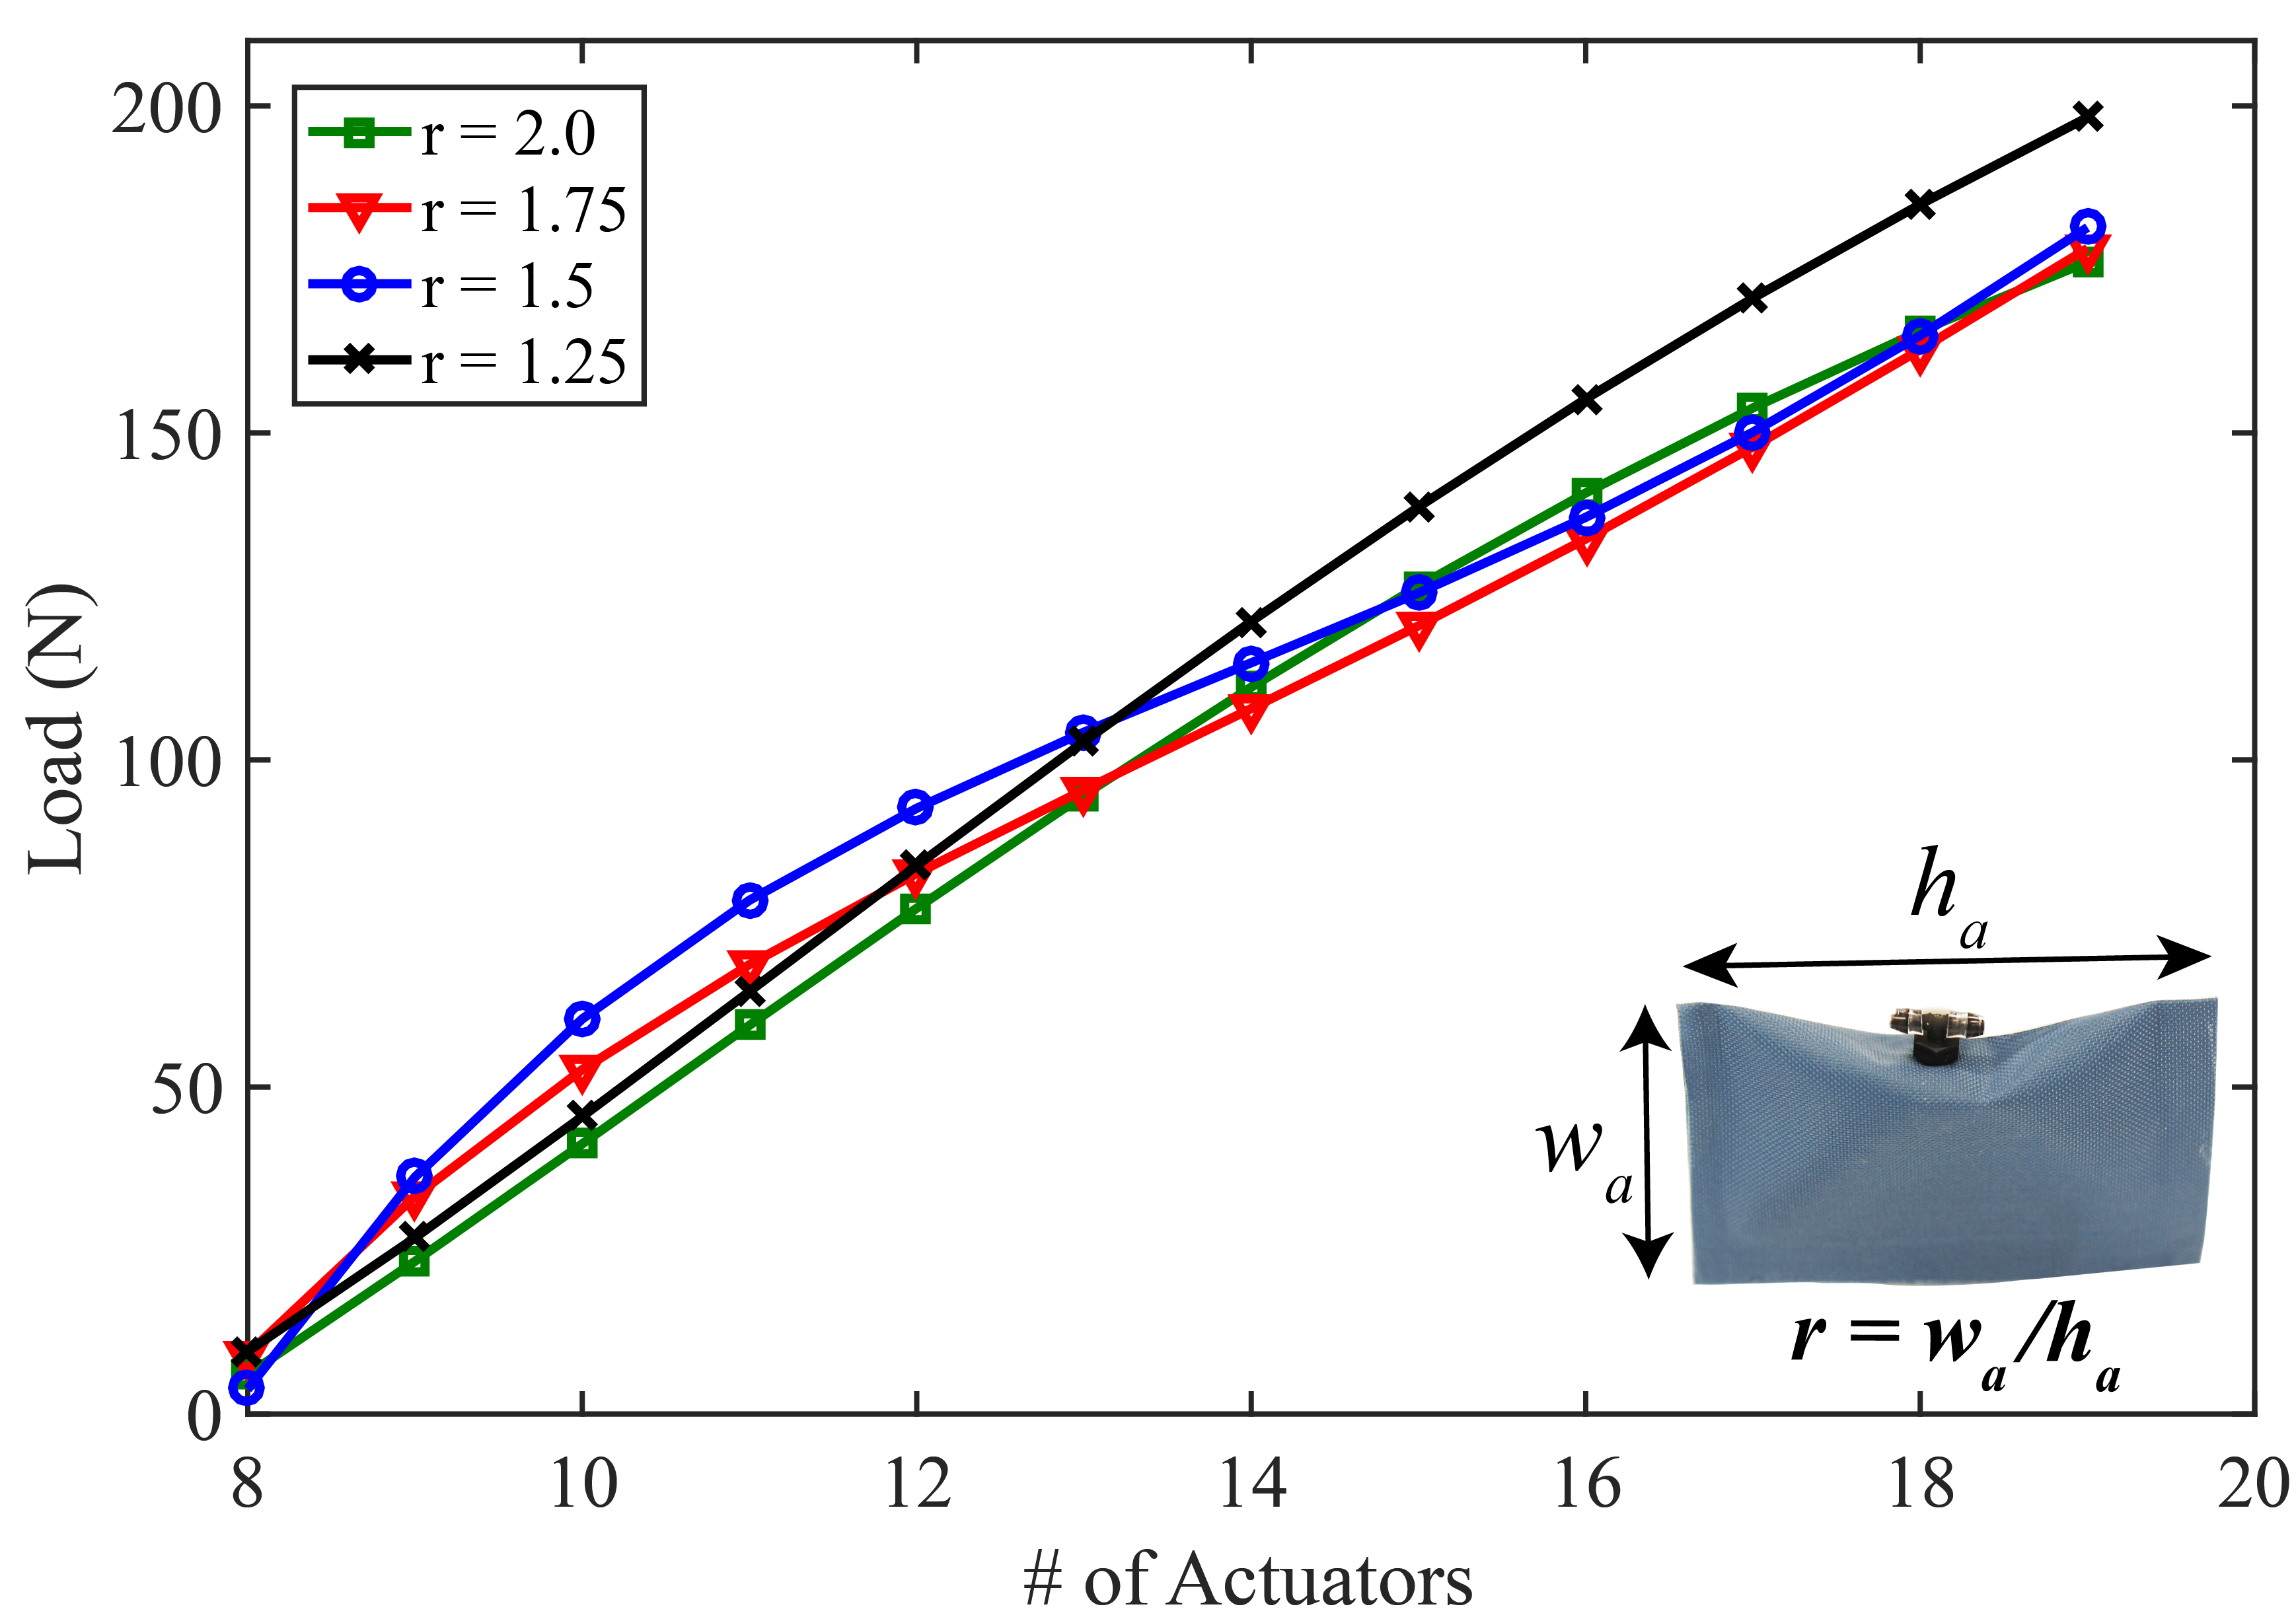 200
150
100
50
0
Load (N)
r = 2.0
r = 1.75
r = 1.5
r = 1.25
h_a
w_a
r = w_a/h_a
8 10 12 14 16 18 20
# of Actuators